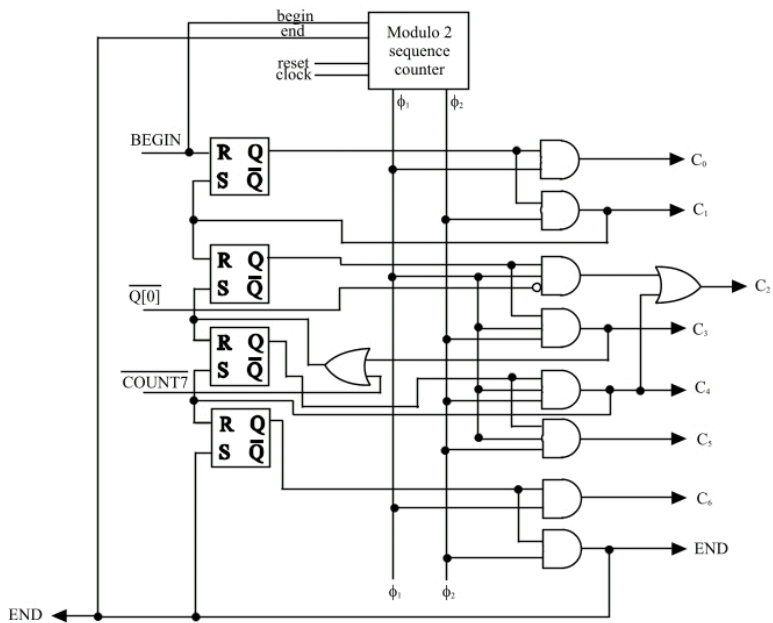 begin
end
reset
clock
Modulo 2
sequence
counter
ϕ₁
ϕ₂
BEGIN
R Q
S Q̅
C₀
C₁
R Q
S Q̅
Q[0]
C₂
C₃
R Q
S Q̅
COUNT7
C₄
R Q
S Q̅
C₅
C₆
END
ϕ₁
ϕ₂
END